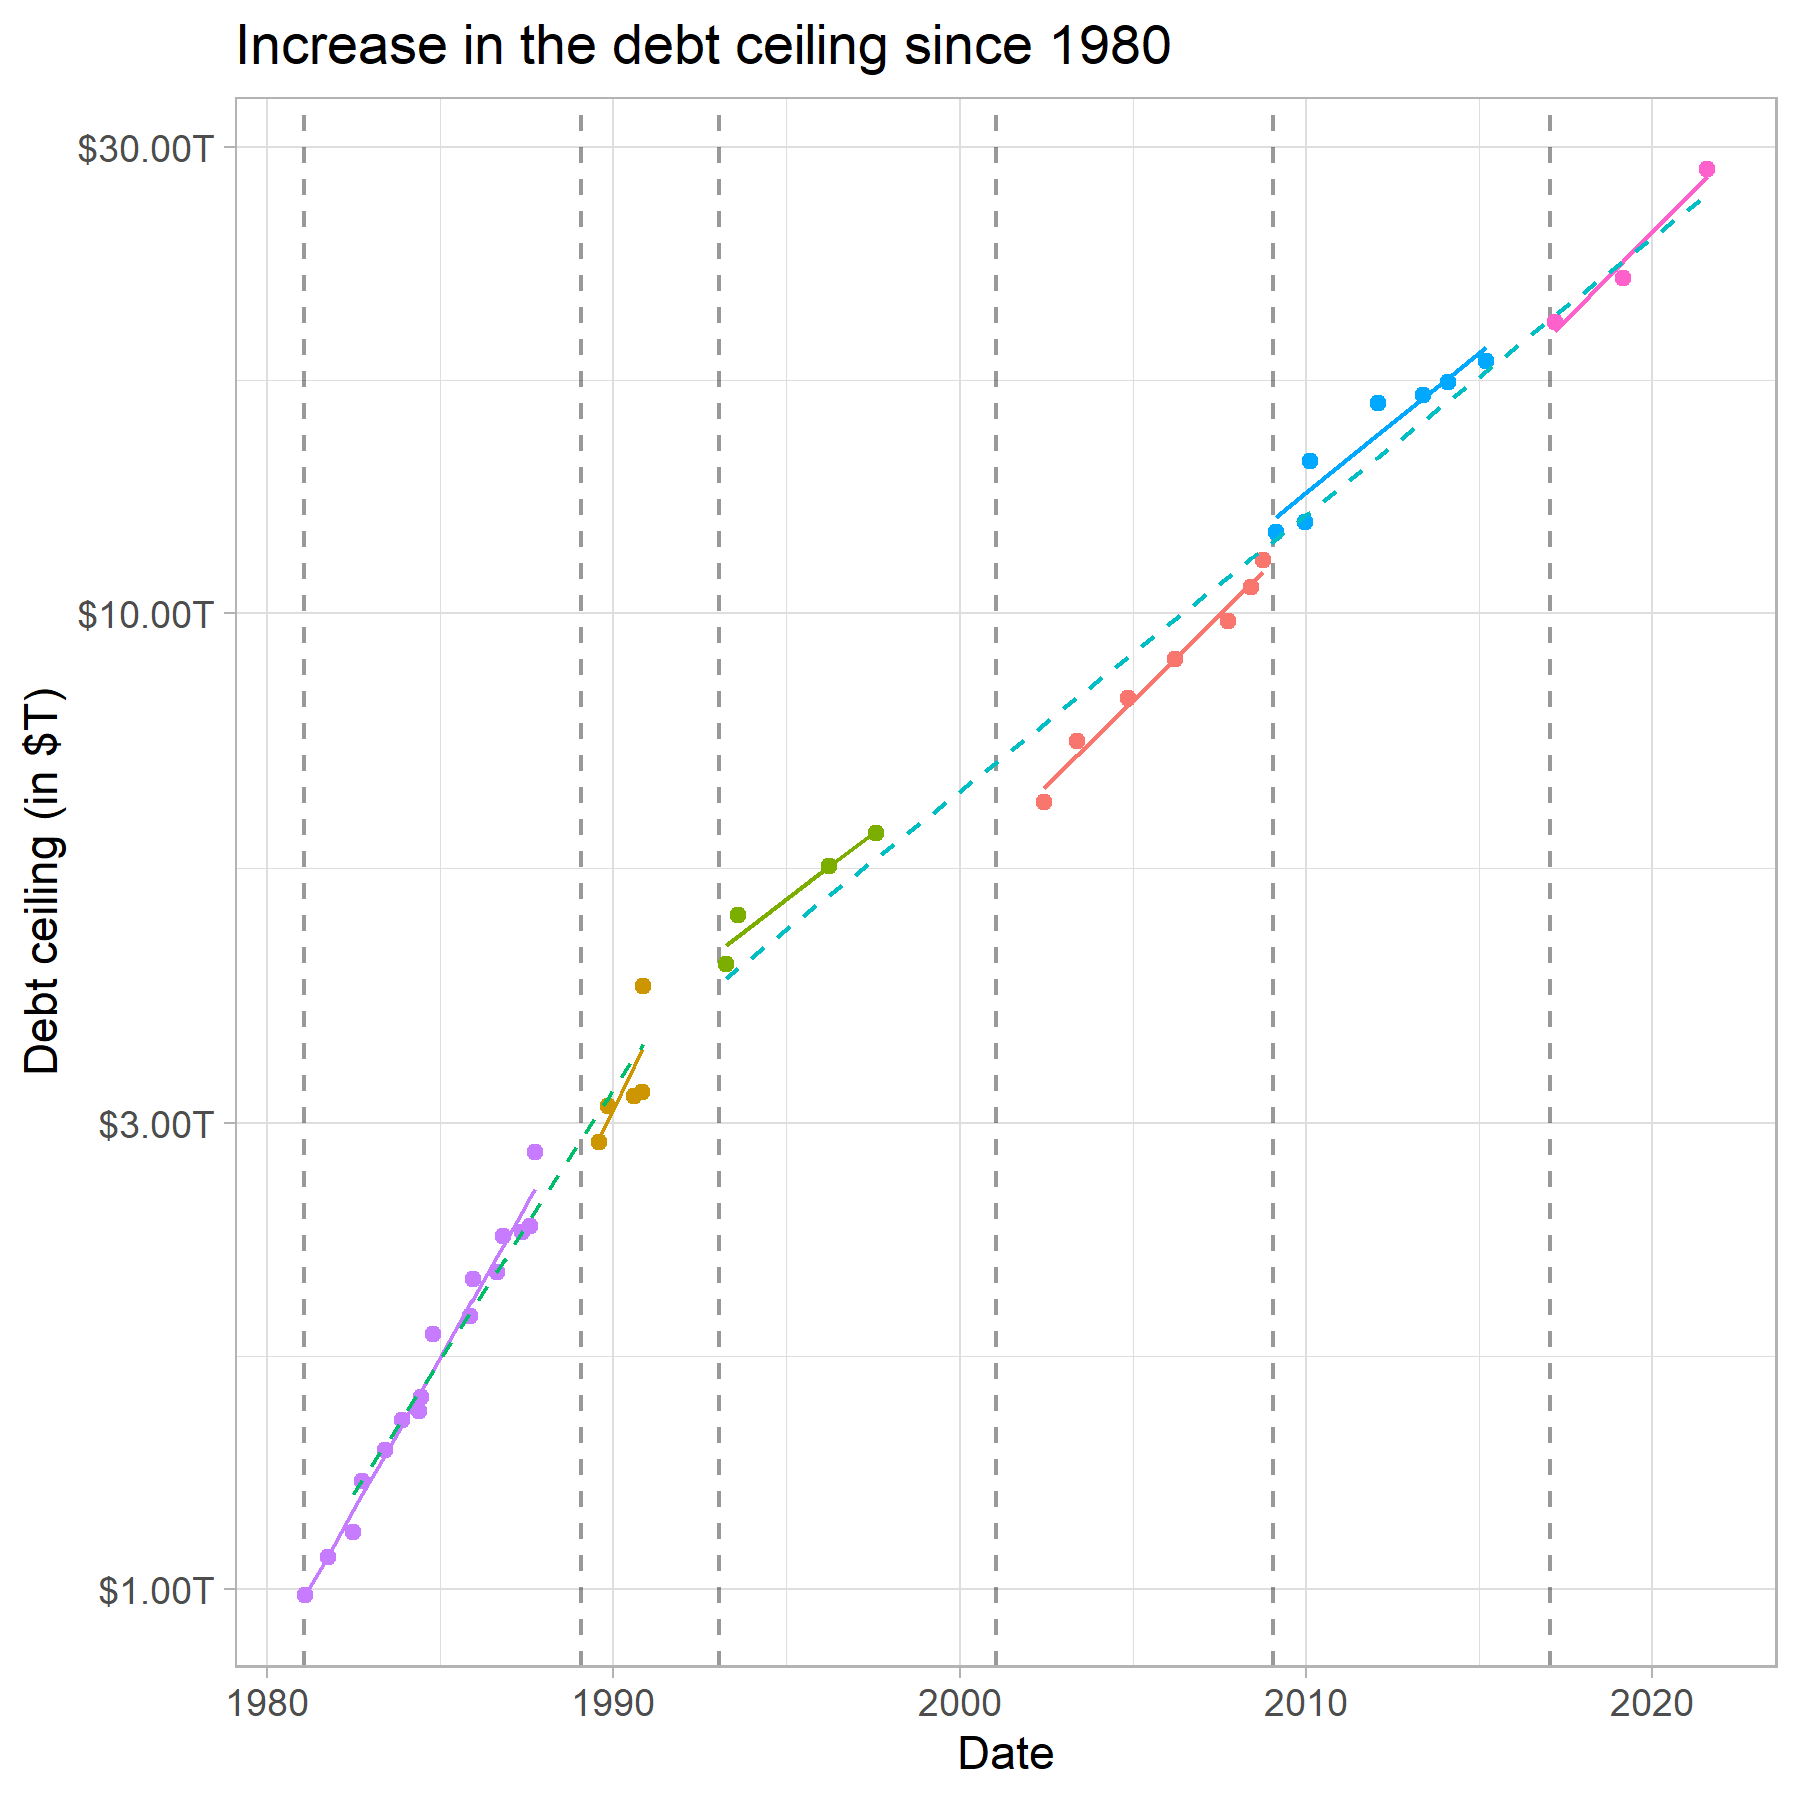 Increase in the debt ceiling since 1980
$30.00T
$10.00T
$3.00T
$1.00T
Debt ceiling (in $T)
1980 1990 2000 2010 2020
Date